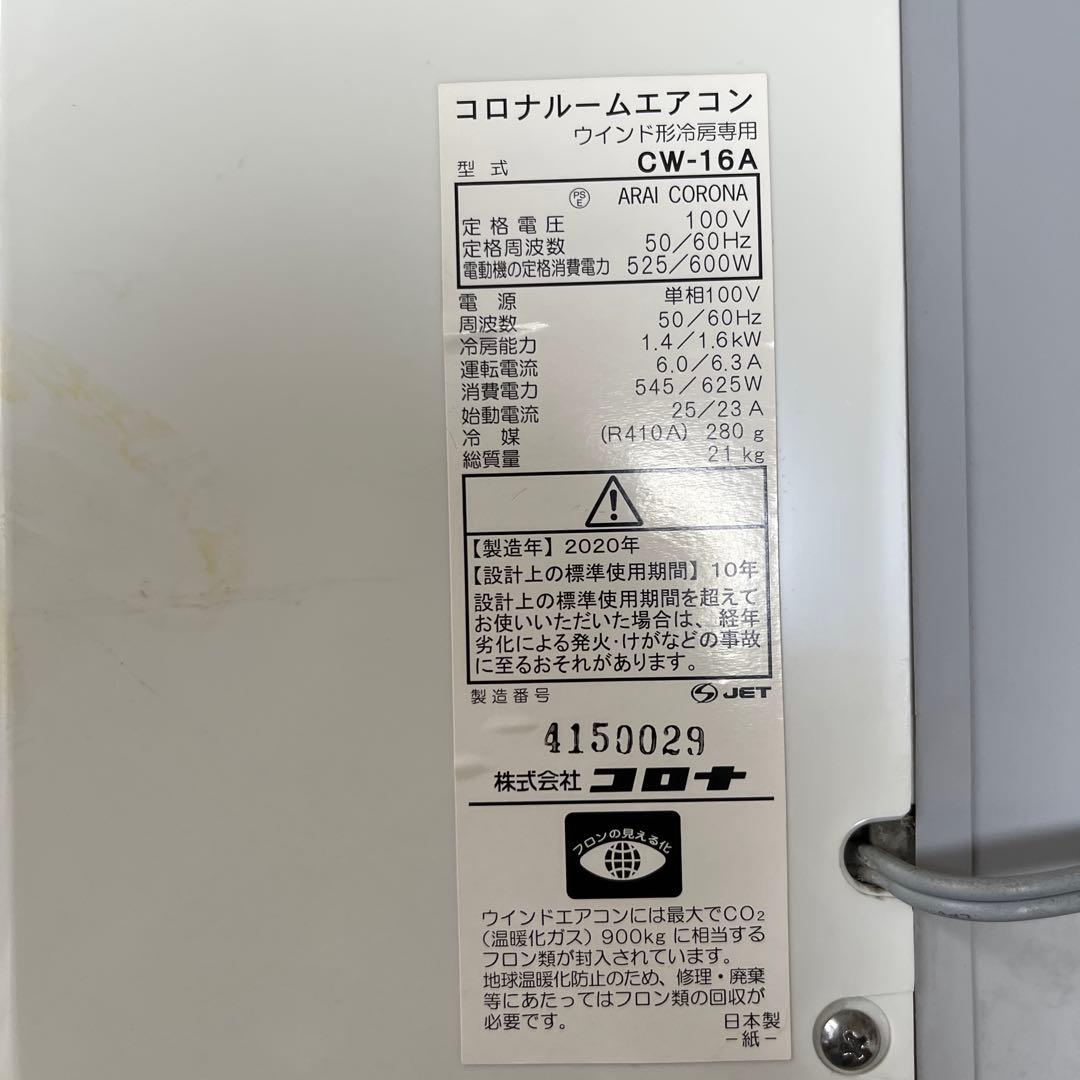 コロナルームエアコン
ウインド形冷房専用
型式 CW-16A
PS E ARAI CORONA
定格電圧 100V
定格周波数 50/60Hz
電動機の定格消費電力 525/600W
電源 単相100V
周波数 50/60Hz
冷房能力 1.4/1.6kW
運転電流 6.0/6.3A
消費電力 545/625W
始動電流 25/23A
冷媒 (R410A) 280g
総質量 21kg
【製造年】2020年
【設計上の標準使用期間】10年
設計上の標準使用期間を超えて
お使いいただいた場合は、経年
劣化による発火・けがなどの事故
に至るおそれがあります。
製造番号 JET
4150029
株式会社 コロナ
フロンの見える化
ウインドエアコンには最大でCO₂
(温暖化ガス) 900kgに相当する
フロン類が封入されています。
地球温暖化防止のため、修理・廃棄
等にあたってはフロン類の回収が
必要です。 日本製
-紙-